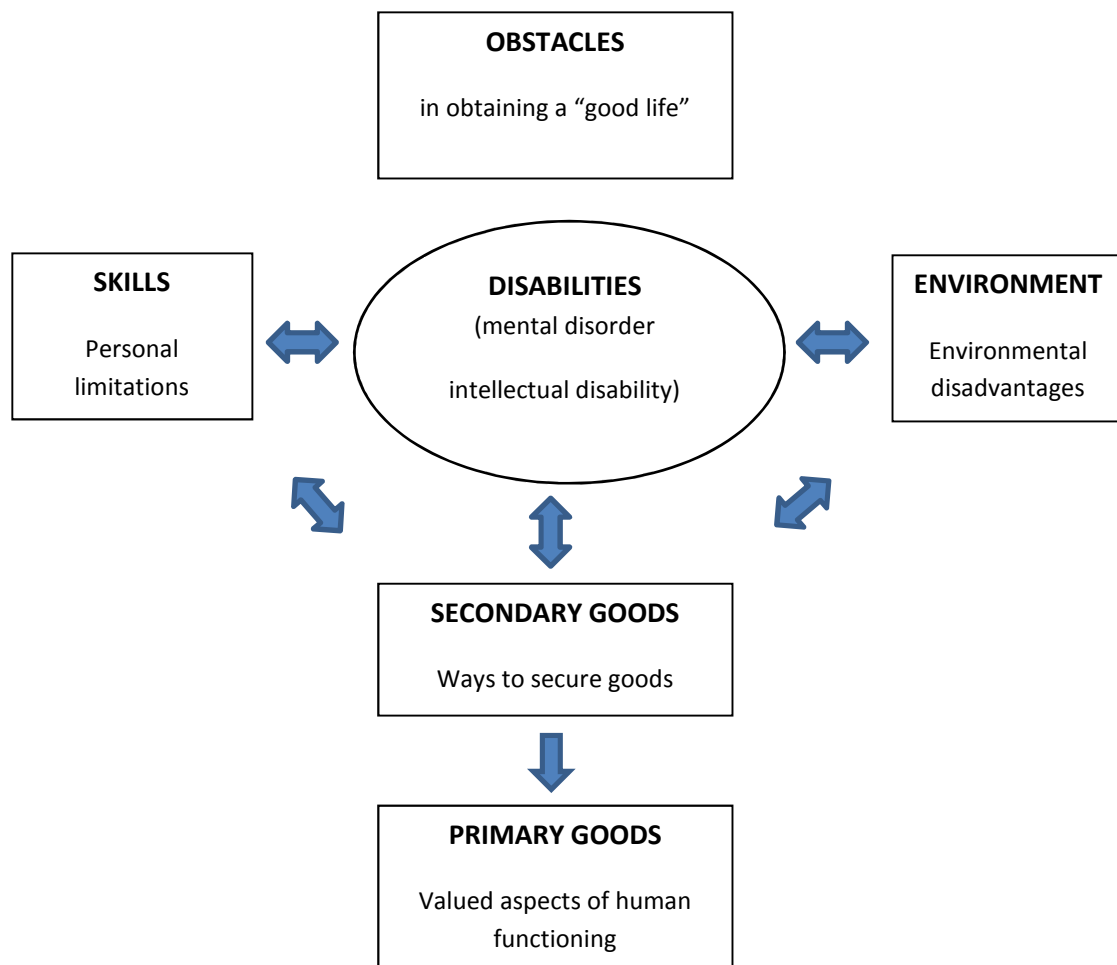 OBSTACLES
in obtaining a “good life”
SKILLS
Personal
limitations
DISABILITIES
(mental disorder
intellectual disability)
ENVIRONMENT
Environmental
disadvantages
SECONDARY GOODS
Ways to secure goods
PRIMARY GOODS
Valued aspects of human
functioning